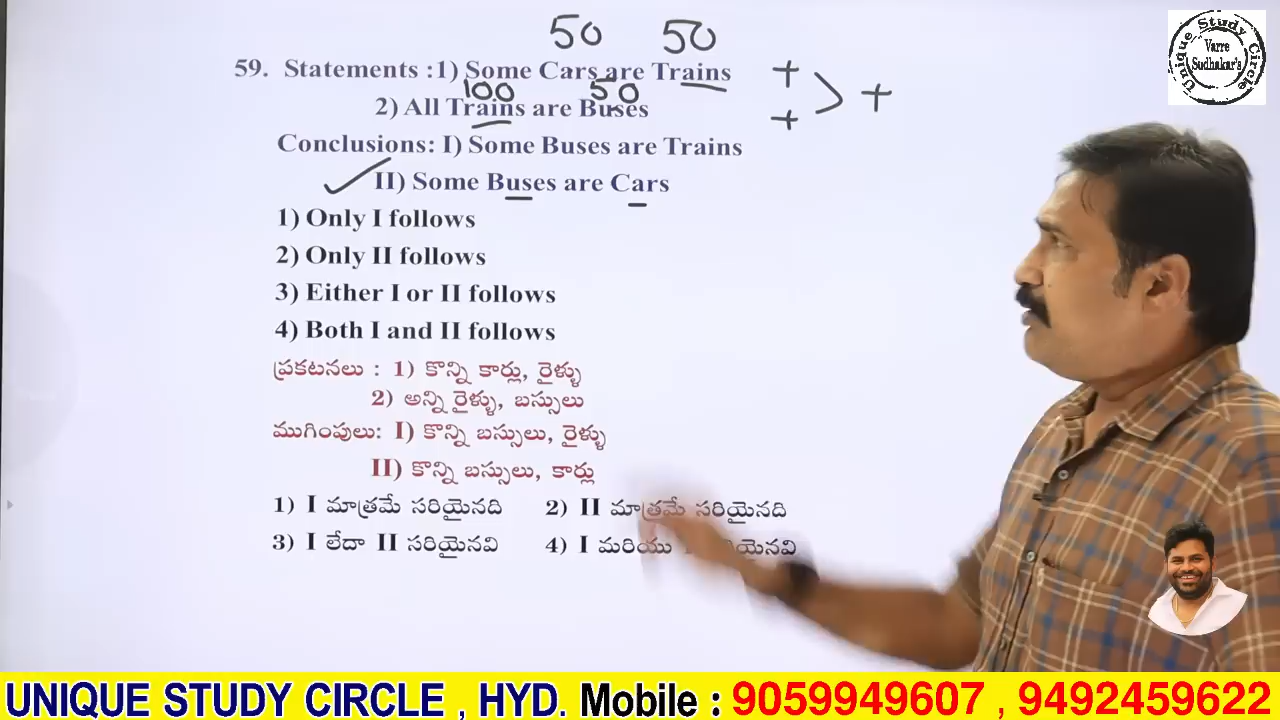 50 50
59. Statements :1) Some Cars are Trains + > +
100 50
2) All Trains are Buses +
Conclusions: I) Some Buses are Trains
II) Some Buses are Cars
1) Only I follows
2) Only II follows
3) Either I or II follows
4) Both I and II follows
ప్రకటనలు : 1) కొన్ని కార్లు, రైళ్ళు
2) అన్ని రైళ్ళు, బస్సులు
ముగింపులు: I) కొన్ని బస్సులు, రైళ్ళు
II) కొన్ని బస్సులు, కార్లు
1) I మాత్రమే సరియైనది 2) II మాత్రమే సరియైనది
3) I లేదా II సరియైనవి 4) I మరియు
Unique Study Circle
Varre
Sudhakar's
UNIQUE STUDY CIRCLE , HYD. Mobile : 9059949607 , 9492459622